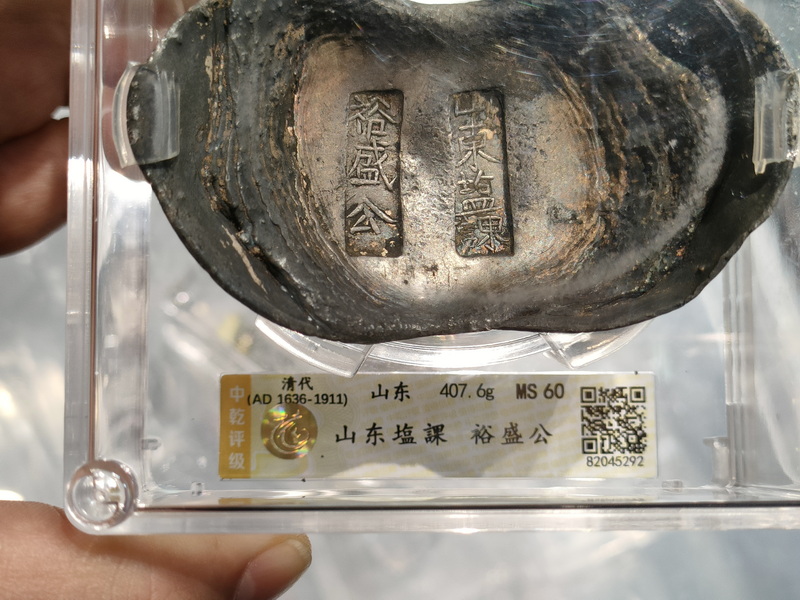 山東塩課
裕盛公
中乾评级
清代
(AD 1636-1911)
山东 407.6g MS 60
山东塩課 裕盛公
82045292